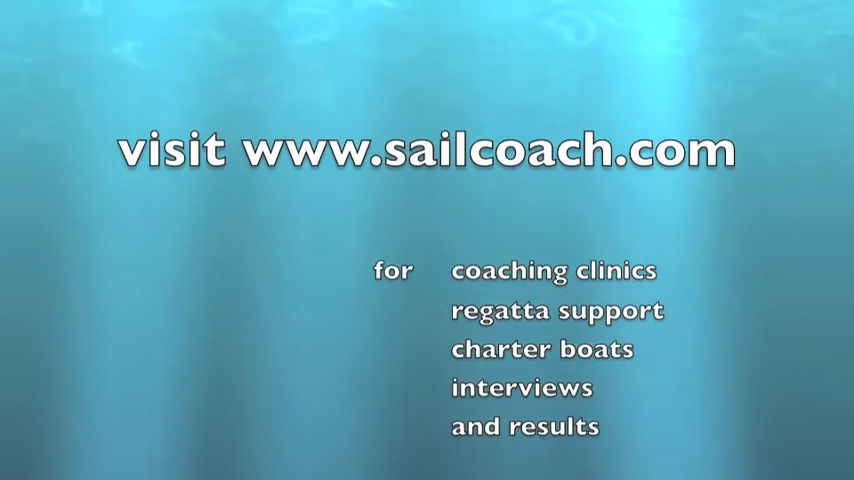 visit www.sailcoach.com
for coaching clinics
regatta support
charter boats
interviews
and results